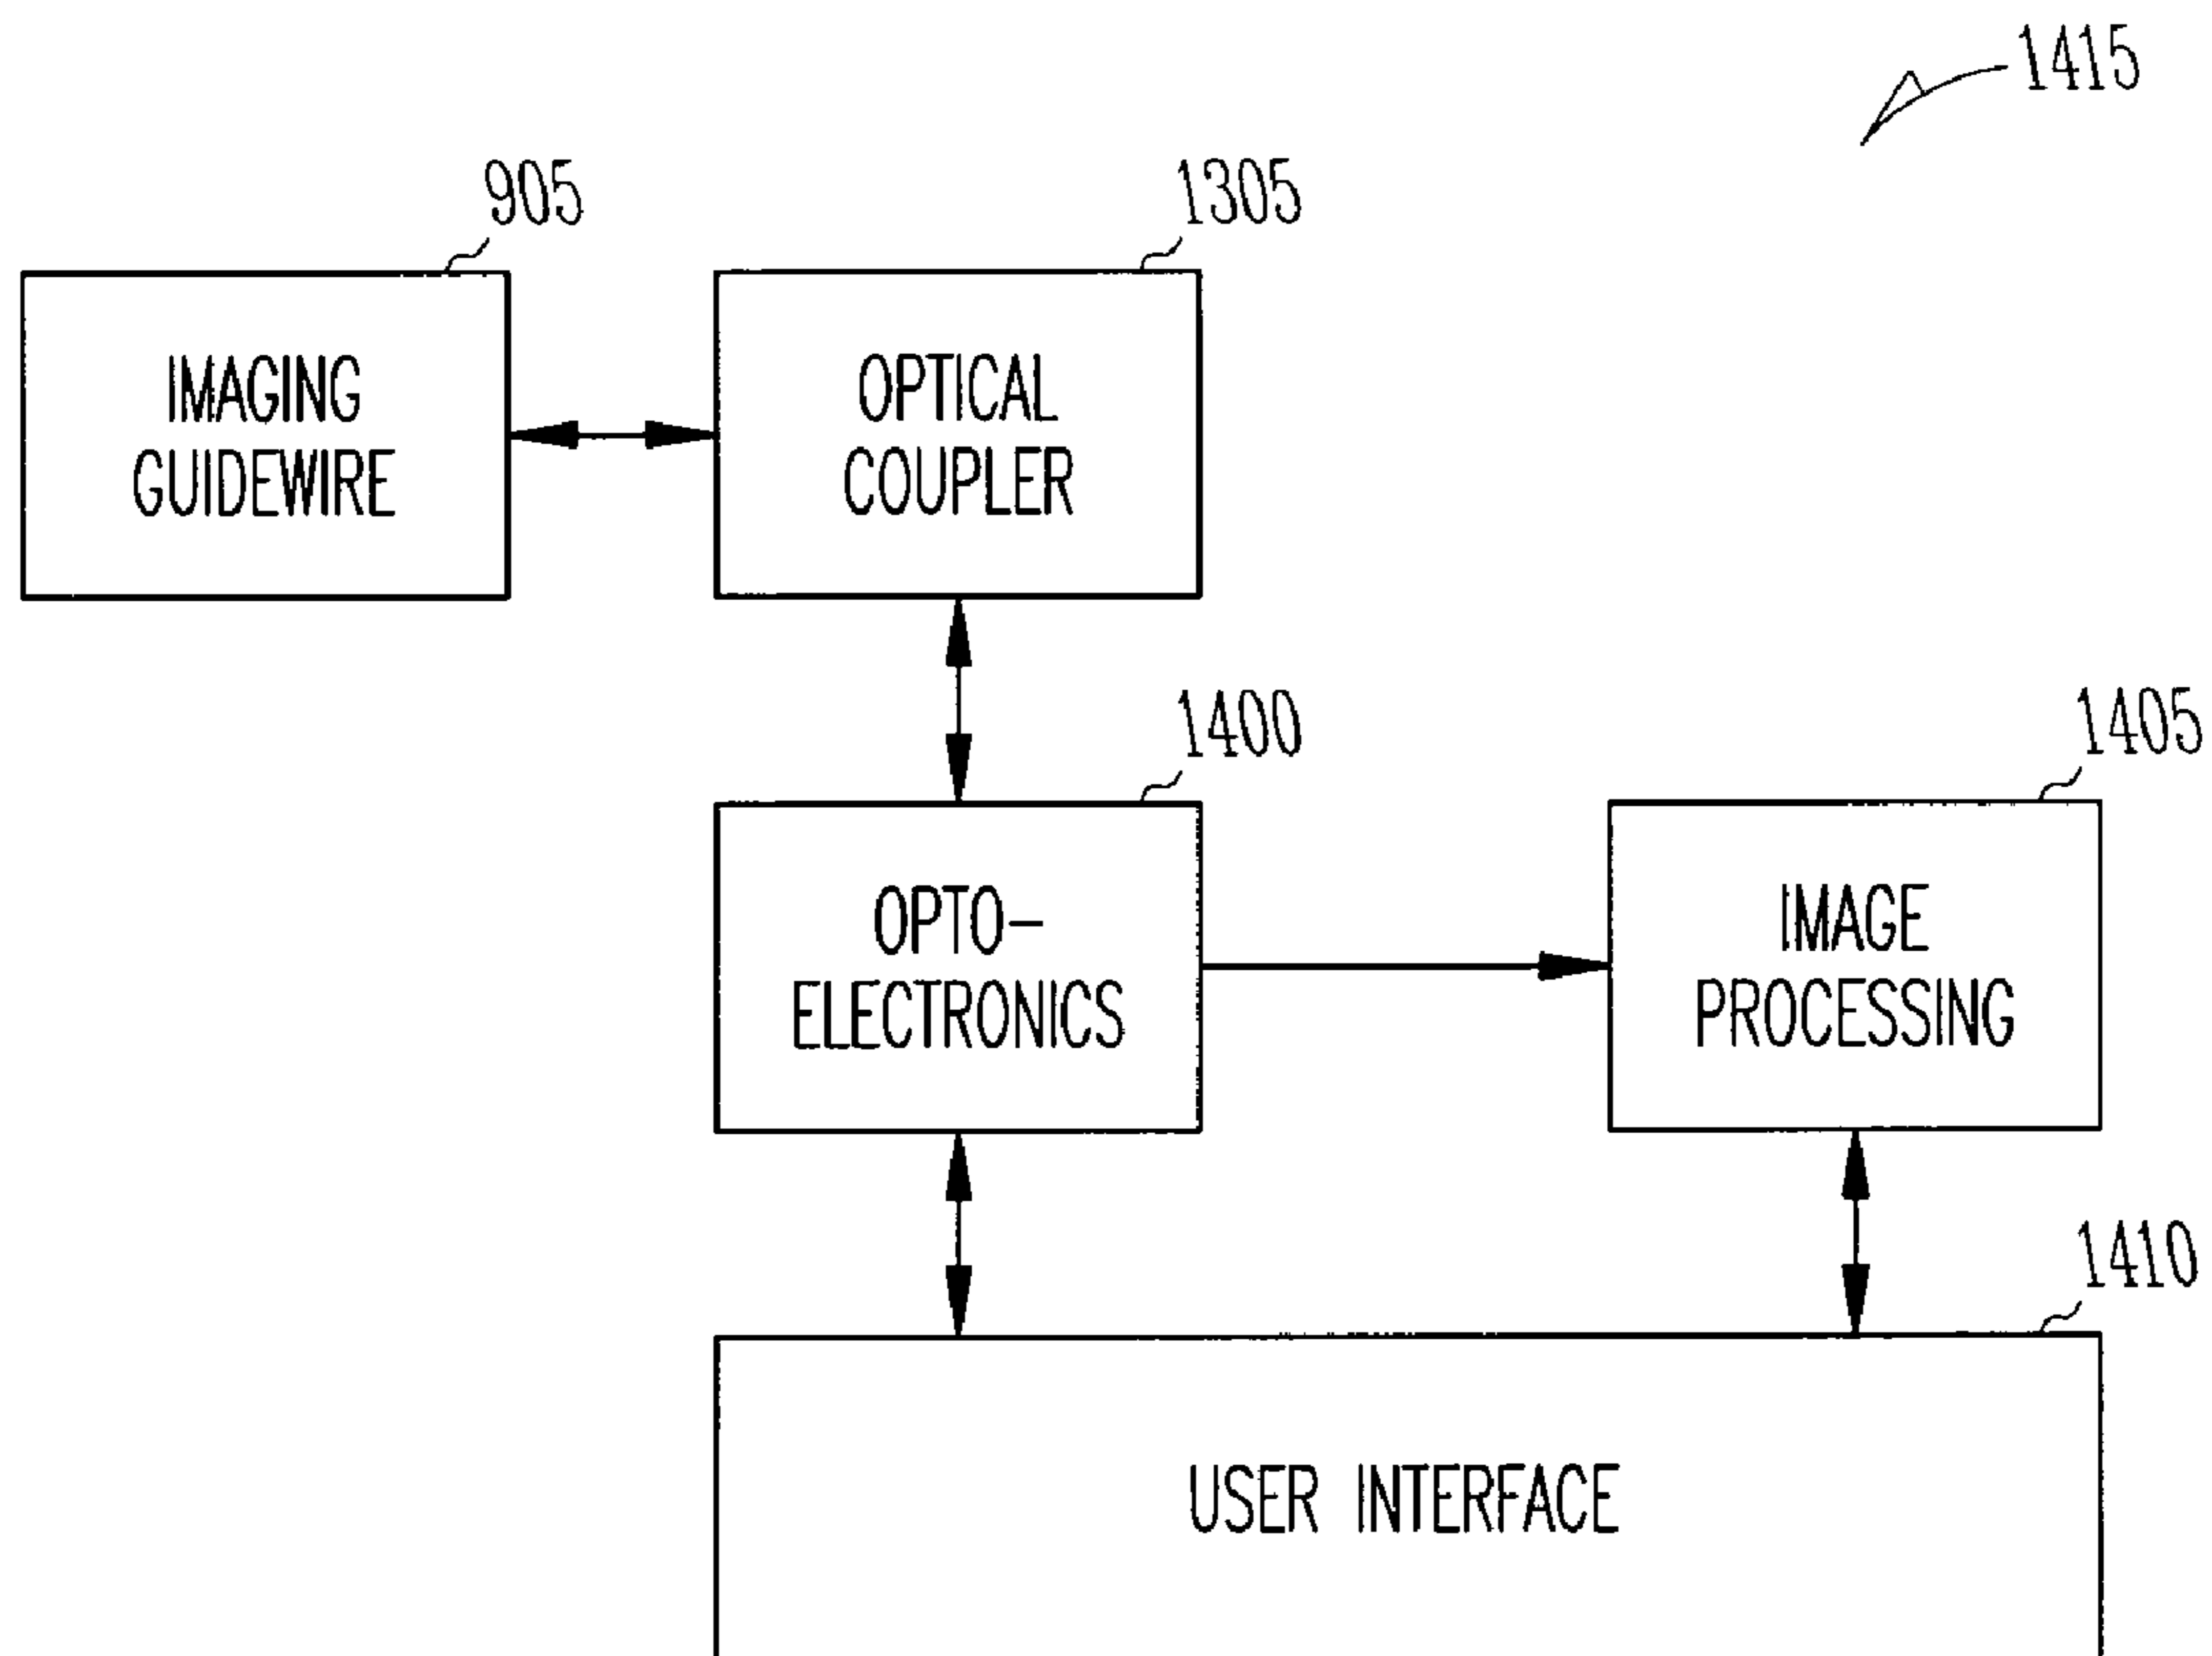 1415
905
1305
IMAGING
GUIDEWIRE
OPTICAL
COUPLER
1400
1405
OPTO-
ELECTRONICS
IMAGE
PROCESSING
1410
USER INTERFACE